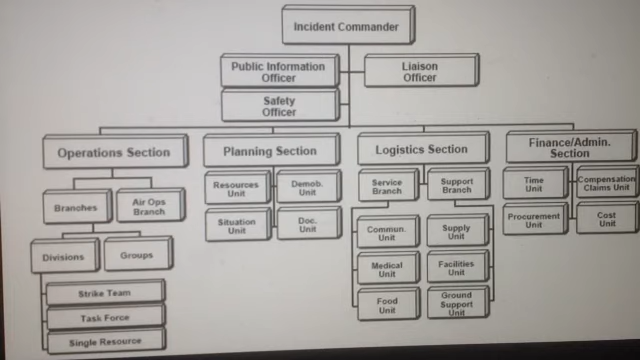 Incident Commander
Public Information
Officer
Liaison
Officer
Safety
Officer
Operations Section
Planning Section
Logistics Section
Finance/Admin.
Section
Branches
Air Ops
Branch
Resources
Unit
Demob.
Unit
Service
Branch
Support
Branch
Time
Unit
Compensation
Claims Unit
Situation
Unit
Doc.
Unit
Procurement
Unit
Cost
Unit
Divisions
Groups
Commun.
Unit
Supply
Unit
Medical
Unit
Facilities
Unit
Food
Unit
Ground
Support
Unit
Strike Team
Task Force
Single Resource